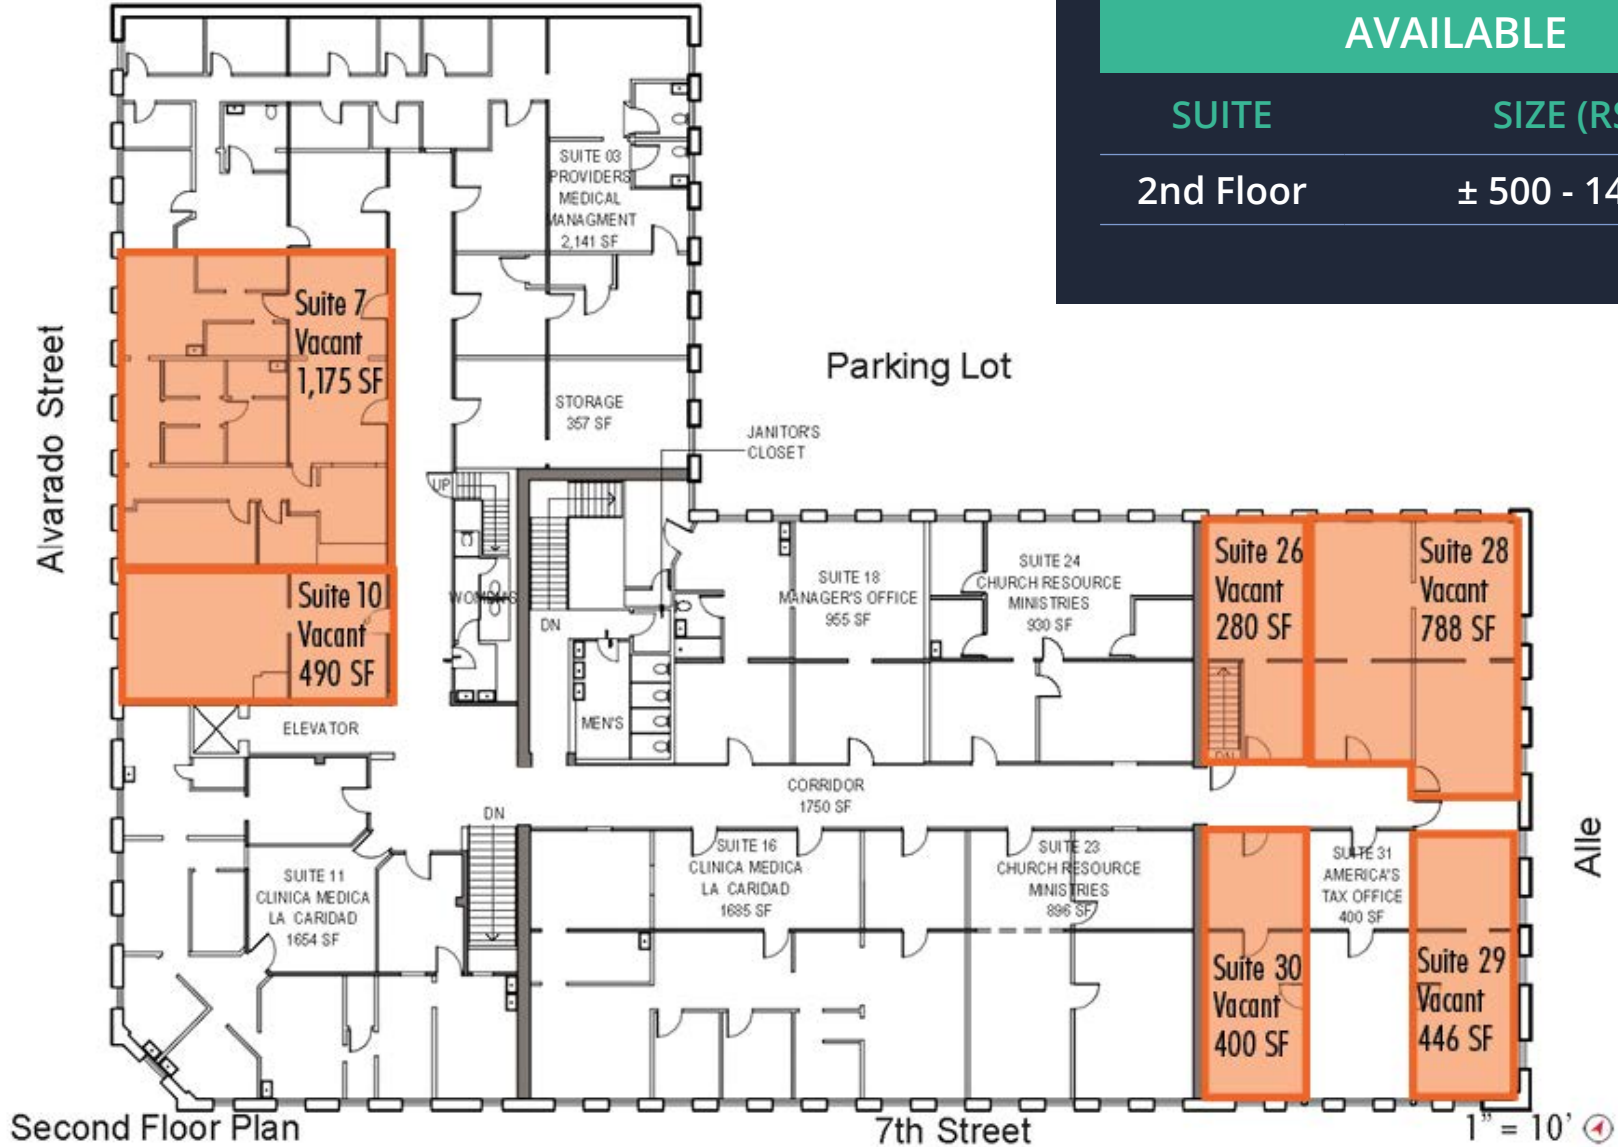 AVAILABLE
SUITE
SIZE (RS
2nd Floor
± 500 - 14
SUITE 03
PROVIDERS
MEDICAL
MANAGMENT
2,141 SF
Suite 7
Vacant
1,175 SF
Alvarado Street
Parking Lot
STORAGE
357 SF
JANITOR'S
CLOSET
UP
Suite 10
Vacant
490 SF
WOMEN'S
DN
MEN'S
ELEVATOR
SUITE 18
MANAGER'S OFFICE
955 SF
SUITE 24
CHURCH RESOURCE
MINISTRIES
930 SF
Suite 26
Vacant
280 SF
DN
Suite 28
Vacant
788 SF
CORRIDOR
1750 SF
DN
SUITE 11
CLINICA MEDICA
LA CARIDAD
1654 SF
SUITE 16
CLINICA MEDICA
LA CARIDAD
1685 SF
SUITE 23
CHURCH RESOURCE
MINISTRIES
896 SF
Suite 30
Vacant
400 SF
SUITE 31
AMERICA'S
TAX OFFICE
400 SF
Suite 29
Vacant
446 SF
Alle
Second Floor Plan
7th Street
1" = 10'